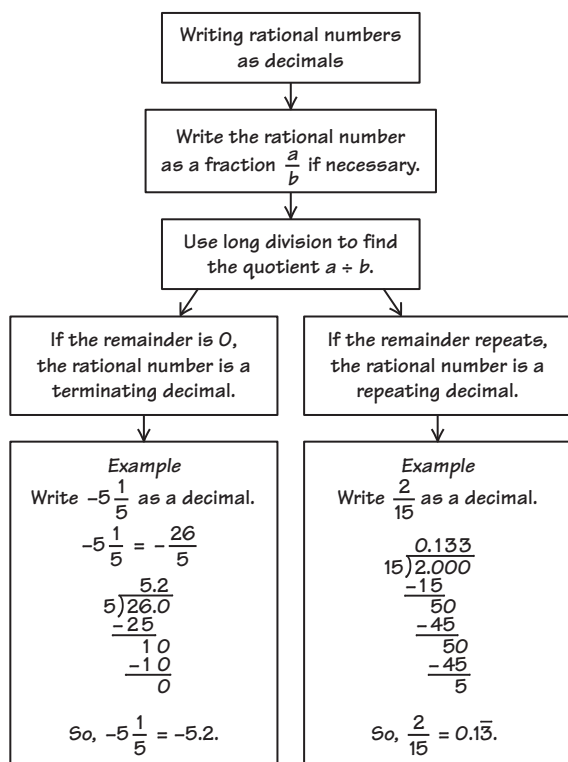 Writing rational numbers
as decimals
Write the rational number
as a fraction a/b if necessary.
Use long division to find
the quotient a ÷ b.
If the remainder is 0,
the rational number is a
terminating decimal.
If the remainder repeats,
the rational number is a
repeating decimal.
Example
Write -5 1/5 as a decimal.
-5 1/5 = -26/5
5.2
5)26.0
-25
1 0
-1 0
0
So, -5 1/5 = -5.2.
Example
Write 2/15 as a decimal.
0.133
15)2.000
-15
50
-45
50
-45
5
So, 2/15 = 0.13̅.